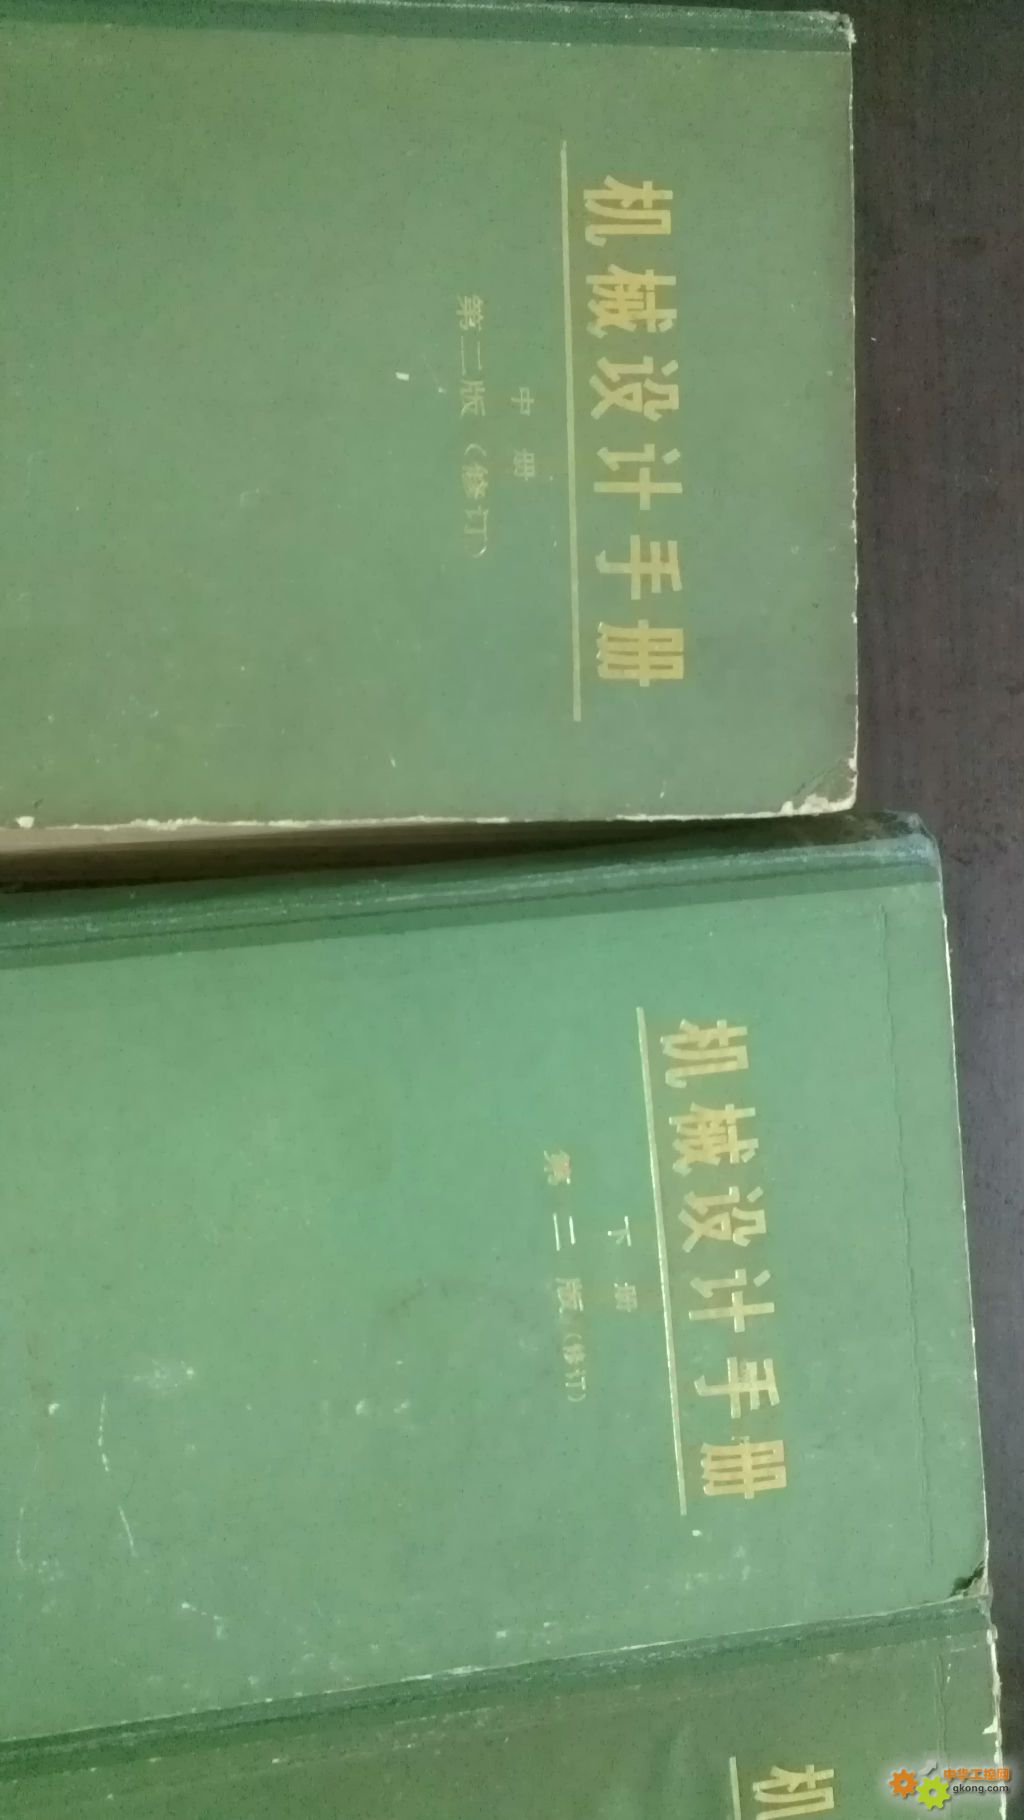 机械设计手册
中册
第二版（修订）
机械设计手册
下册
第二版（修订）
机
中华工控网
gkong.com